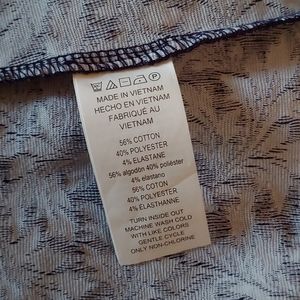 MADE IN VIETNAM
HECHO EN VIETNAM
FABRIQUÉ AU
VIETNAM
56% COTTON
40% POLYESTER
4% ELASTANE
56% algodón 40% poliéster
4% elastano
56% COTON
40% POLYESTER
4% ELASTHANNE
TURN INSIDE OUT
MACHINE WASH COLD
WITH LIKE COLORS
GENTLE CYCLE
ONLY NON-CHLORINE